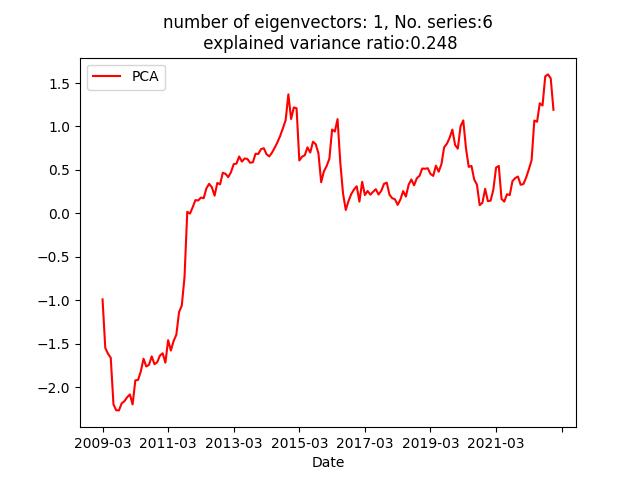 number of eigenvectors: 1, No. series:6
explained variance ratio:0.248
PCA
1.5
1.0
0.5
0.0
−0.5
−1.0
−1.5
−2.0
2009-03 2011-03 2013-03 2015-03 2017-03 2019-03 2021-03
Date